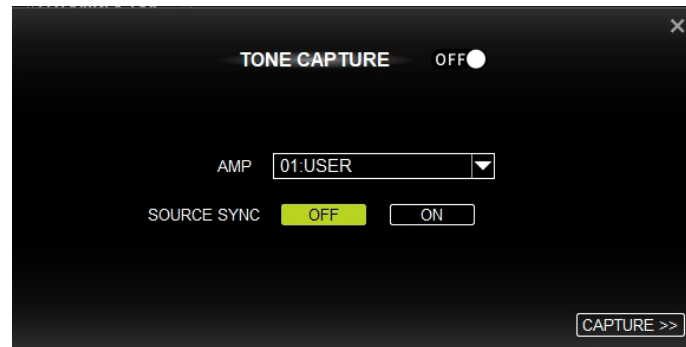 TONE CAPTURE OFF
AMP 01:USER
SOURCE SYNC OFF ON
CAPTURE >>